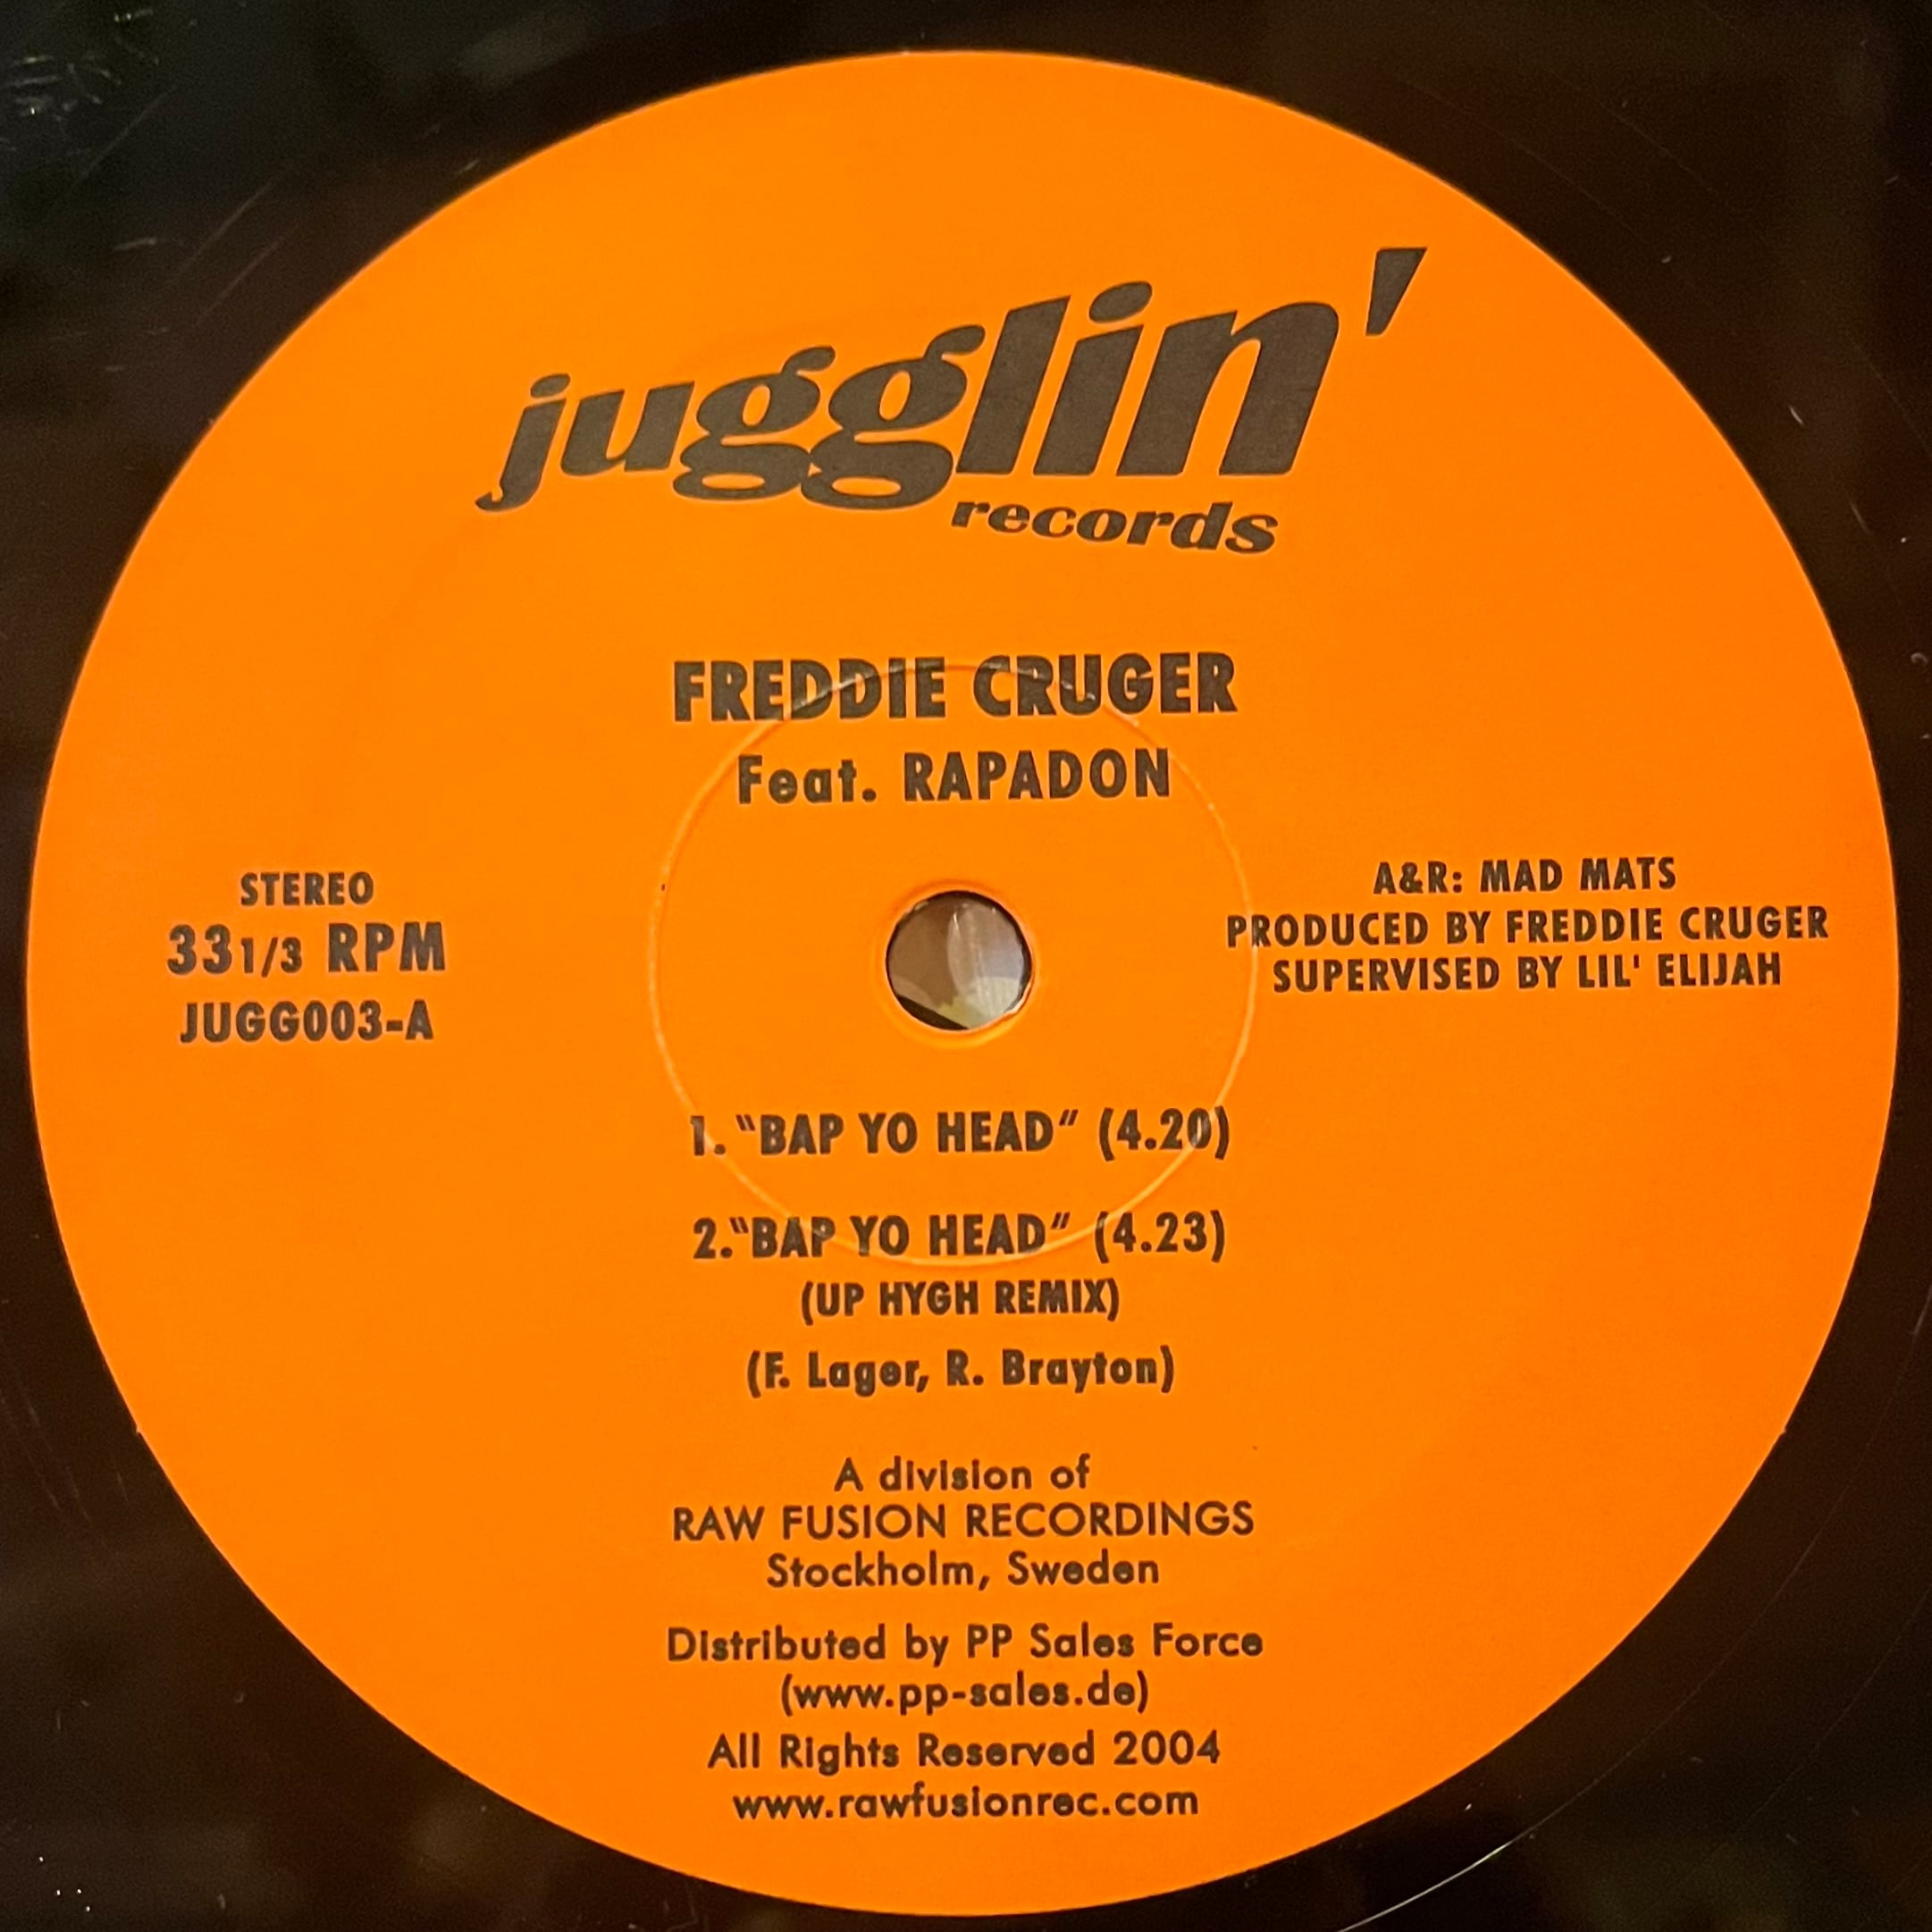 jugglin'
records
FREDDIE CRUGER
Feat. RAPADON
STEREO
33 1/3 RPM
JUGG003-A
A&R: MAD MATS
PRODUCED BY FREDDIE CRUGER
SUPERVISED BY LIL' ELIJAH
1. "BAP YO HEAD" (4.20)
2."BAP YO HEAD" (4.23)
(UP HYGH REMIX)
(F. Lager, R. Brayton)
A division of
RAW FUSION RECORDINGS
Stockholm, Sweden
Distributed by PP Sales Force
(www.pp-sales.de)
All Rights Reserved 2004
www.rawfusionrec.com